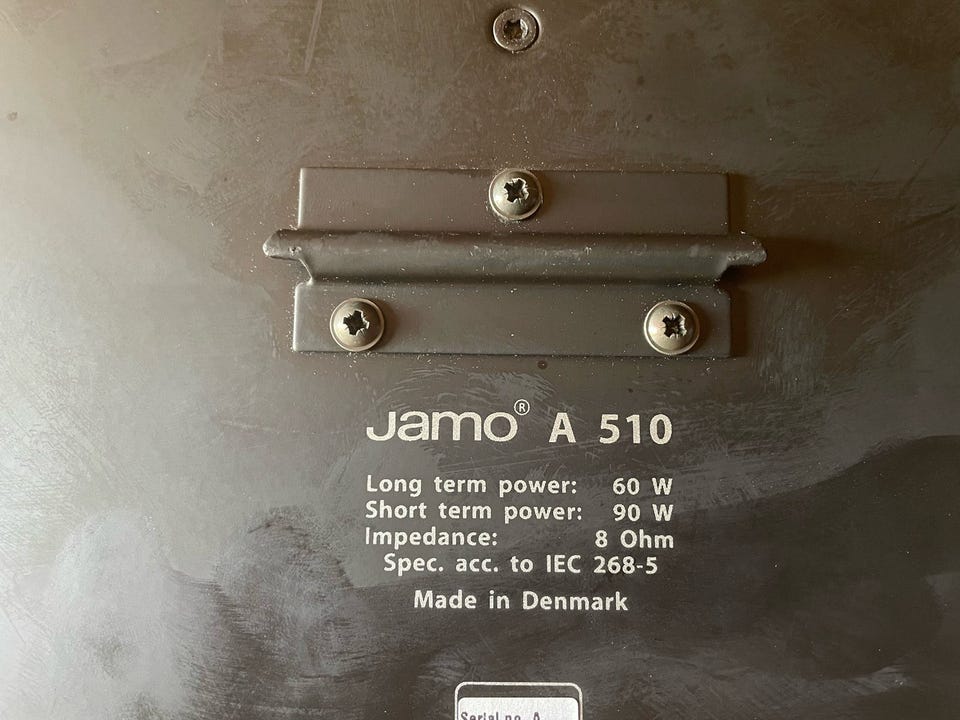 Jamo® A 510
Long term power: 60 W
Short term power: 90 W
Impedance: 8 Ohm
Spec. acc. to IEC 268-5
Made in Denmark
Serial no. A